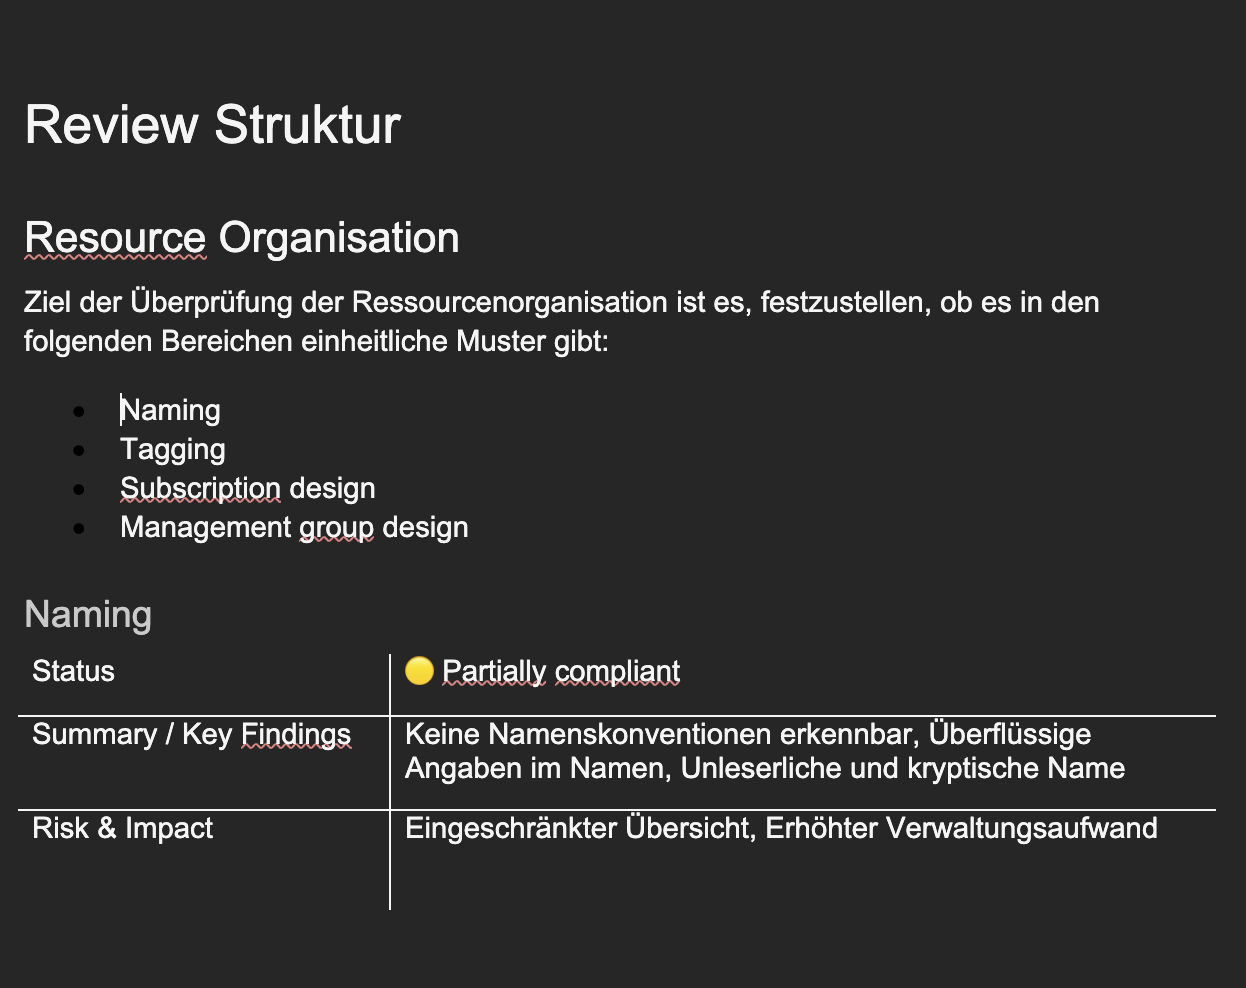 Review Struktur
Resource Organisation
Ziel der Überprüfung der Ressourcenorganisation ist es, festzustellen, ob es in den
folgenden Bereichen einheitliche Muster gibt:
• Naming
• Tagging
• Subscription design
• Management group design
Naming
Status
🟡 Partially compliant
Summary / Key Findings
Keine Namenskonventionen erkennbar, Überflüssige
Angaben im Namen, Unleserliche und kryptische Name
Risk & Impact
Eingeschränkter Übersicht, Erhöhter Verwaltungsaufwand